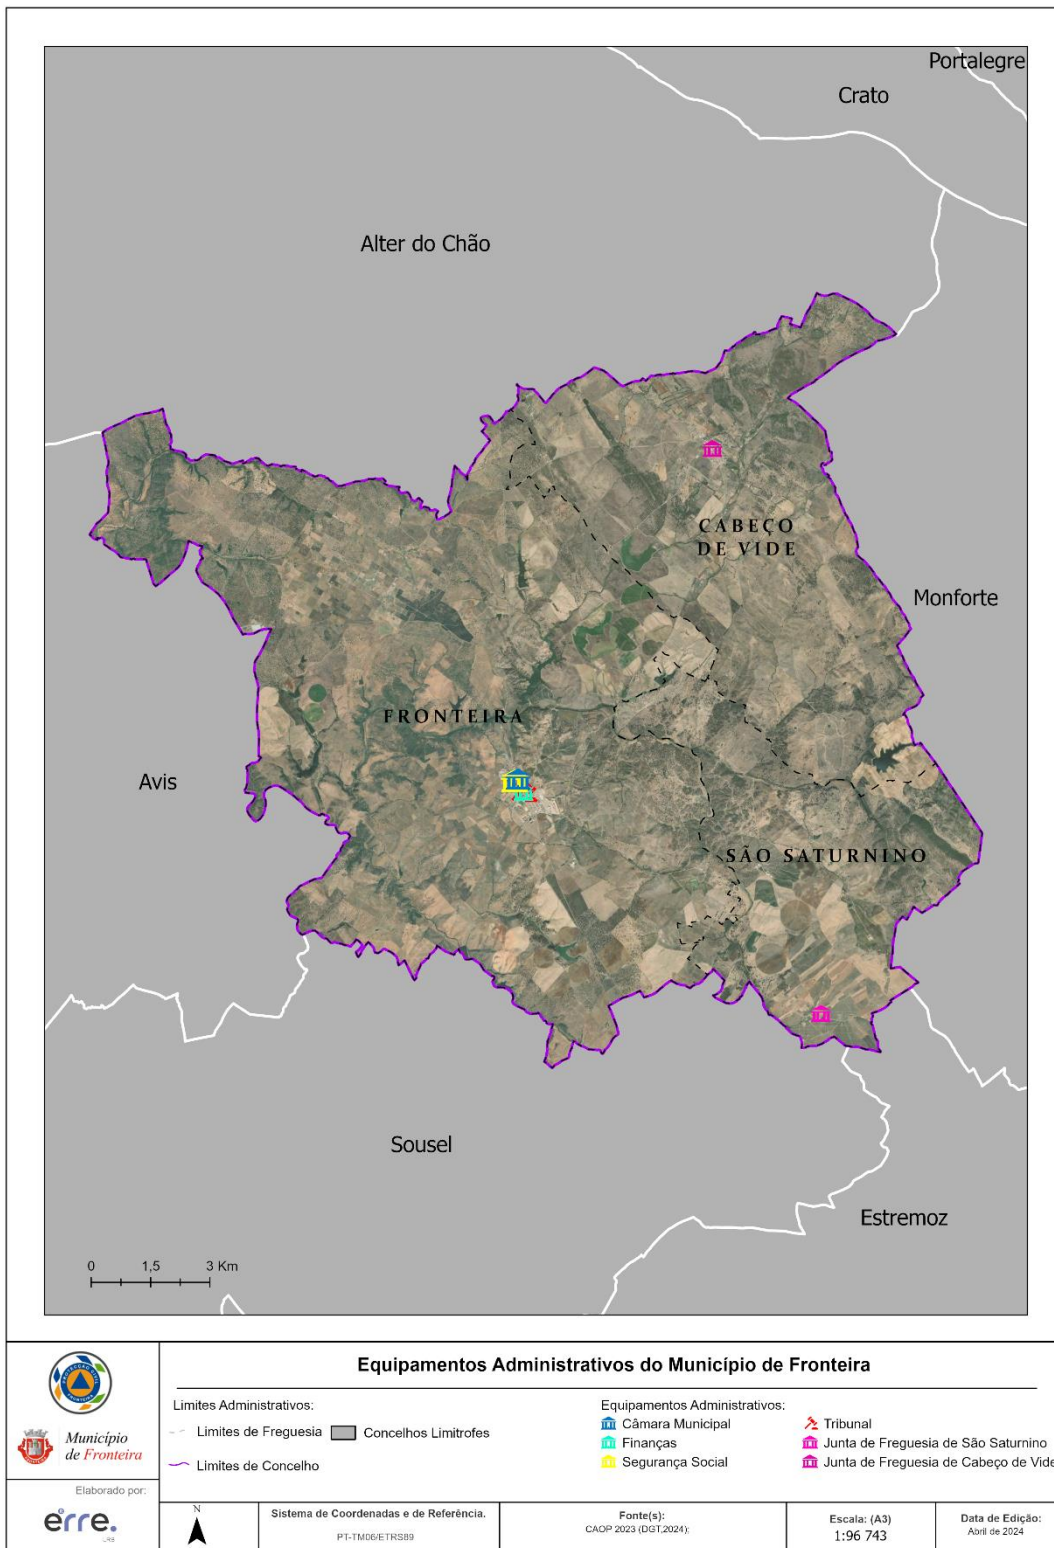 Portalegre
Crato
Alter do Chão
CABEÇO
DE VIDE
Monforte
FRONTEIRA
Avis
SÃO SATURNINO
Sousel
Estremoz
0 1,5 3 Km
Equipamentos Administrativos do Município de Fronteira
Limites Administrativos:
Limites de Freguesia
Concelhos Limitrofes
Limites de Concelho
Equipamentos Administrativos:
Câmara Municipal
Finanças
Segurança Social
Tribunal
Junta de Freguesia de São Saturnino
Junta de Freguesia de Cabeço de Vide
PROTECÇÃO CIVIL
FRONTEIRA
Município
de Fronteira
Elaborado por:
erre.
N
Sistema de Coordenadas e de Referência.
PT-TM06/ETRS89
Fonte(s):
CAOP 2023 (DGT,2024);
Escala: (A3)
1:96 743
Data de Edição:
Abril de 2024